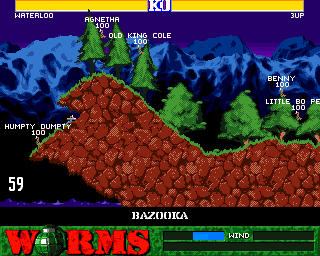 KU
WATERLOO 3UP
AGNETHA
100
OLD KING COLE
100
BENNY
100
LITTLE BO PE
100
HUMPTY DUMPTY
100
59
BAZOOKA
WORMS WIND